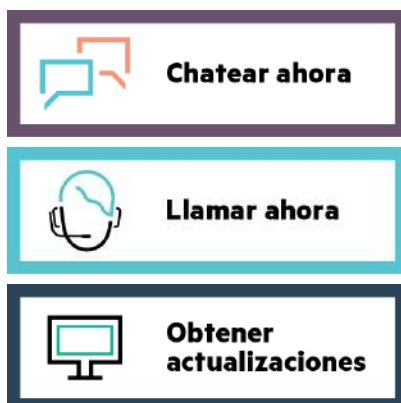 Chatear ahora
Llamar ahora
Obtener
actualizaciones